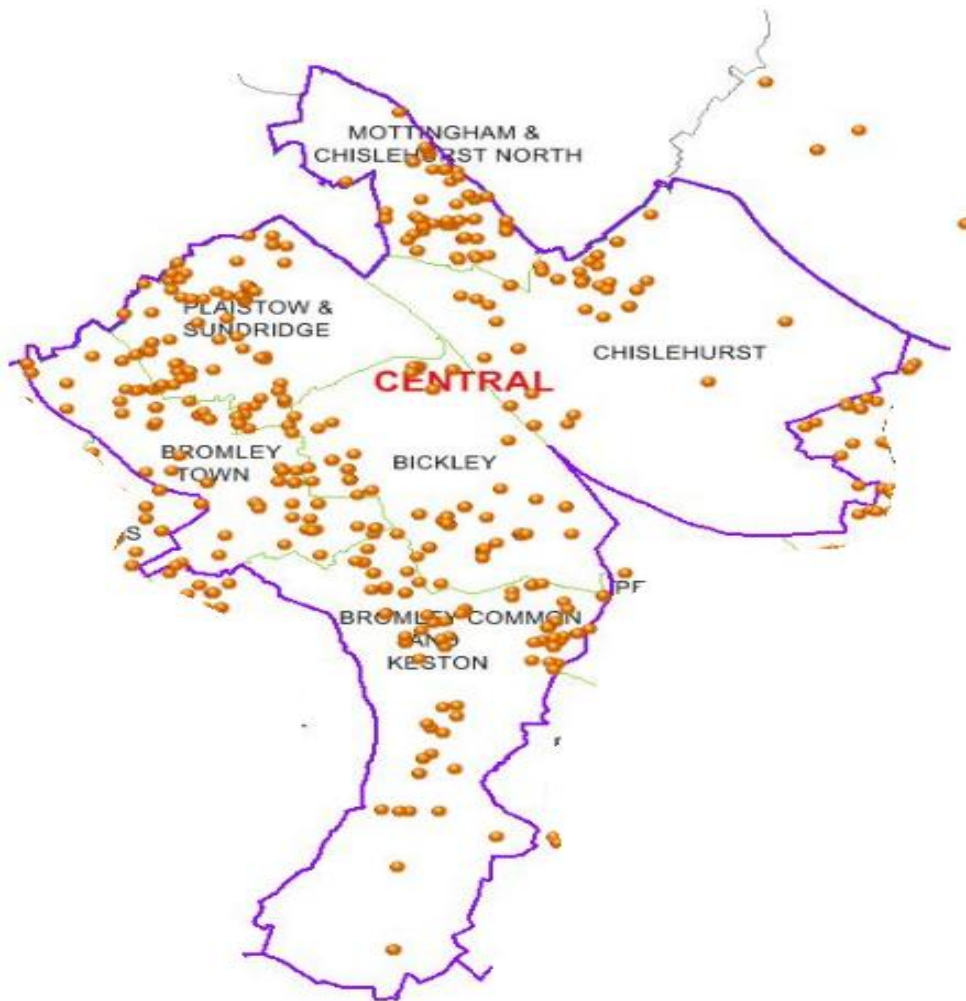 MOTTINGHAM &
CHISLEHURST NORTH
PLAISTOW &
SUNDRIDGE
CHISLEHURST
CENTRAL
BROMLEY
TOWN
BICKLEY
S
PF
BROMLEY COMMON
AND
KESTON